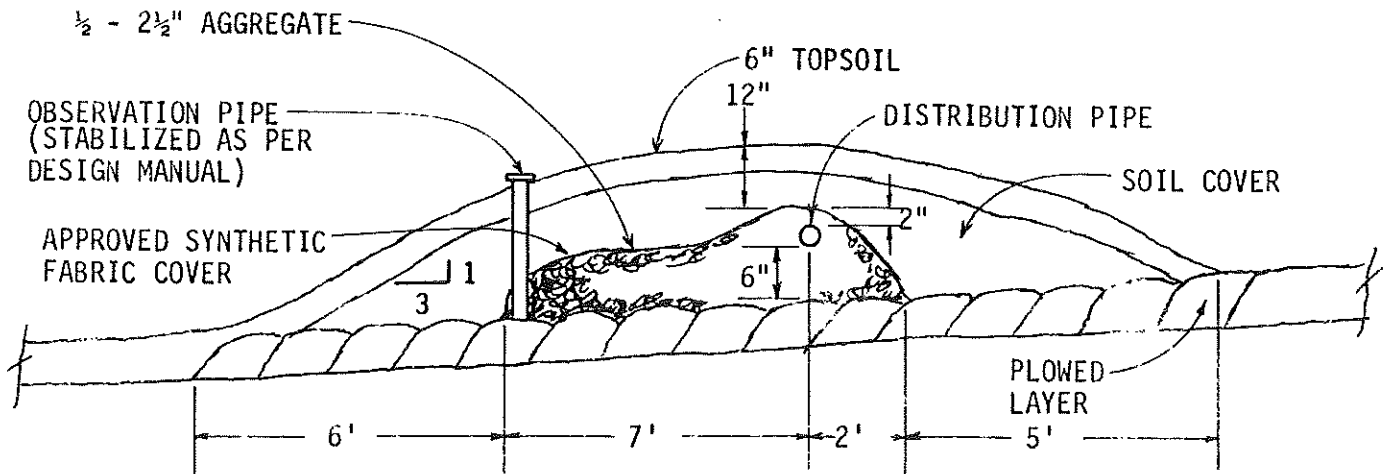 ½ - 2½" AGGREGATE
6" TOPSOIL
12"
OBSERVATION PIPE
(STABILIZED AS PER
DESIGN MANUAL)
DISTRIBUTION PIPE
SOIL COVER
2"
APPROVED SYNTHETIC
FABRIC COVER
1
3
6"
PLOWED
LAYER
6'
7'
2'
5'